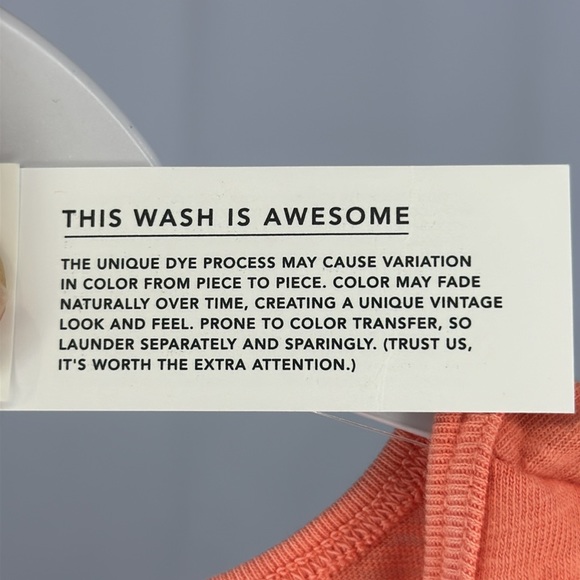 THIS WASH IS AWESOME
THE UNIQUE DYE PROCESS MAY CAUSE VARIATION
IN COLOR FROM PIECE TO PIECE. COLOR MAY FADE
NATURALLY OVER TIME, CREATING A UNIQUE VINTAGE
LOOK AND FEEL. PRONE TO COLOR TRANSFER, SO
LAUNDER SEPARATELY AND SPARINGLY. (TRUST US,
IT'S WORTH THE EXTRA ATTENTION.)